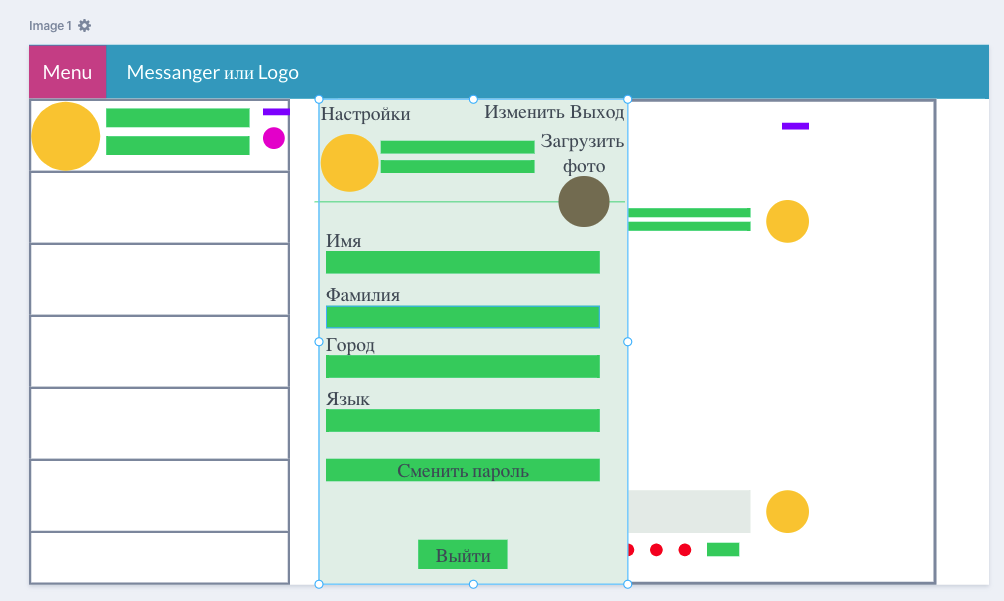 Image 1
Menu
Messanger или Logo
Настройки
Изменить Выход
Загрузить
фото
Имя
Фамилия
Город
Язык
Сменить пароль
Выйти